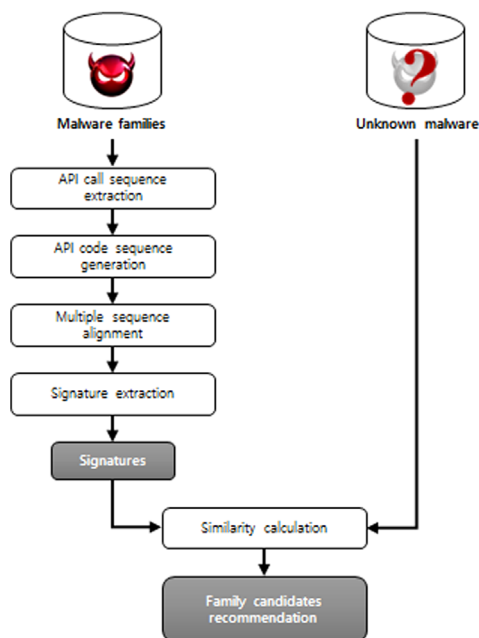 Malware families
Unknown malware
API call sequence
extraction
API code sequence
generation
Multiple sequence
alignment
Signature extraction
Signatures
Similarity calculation
Family candidates
recommendation